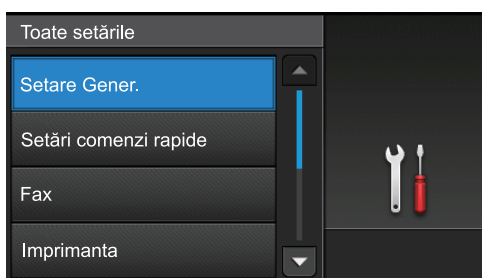 Toate setările
Setare Gener.
Setări comenzi rapide
Fax
Imprimanta